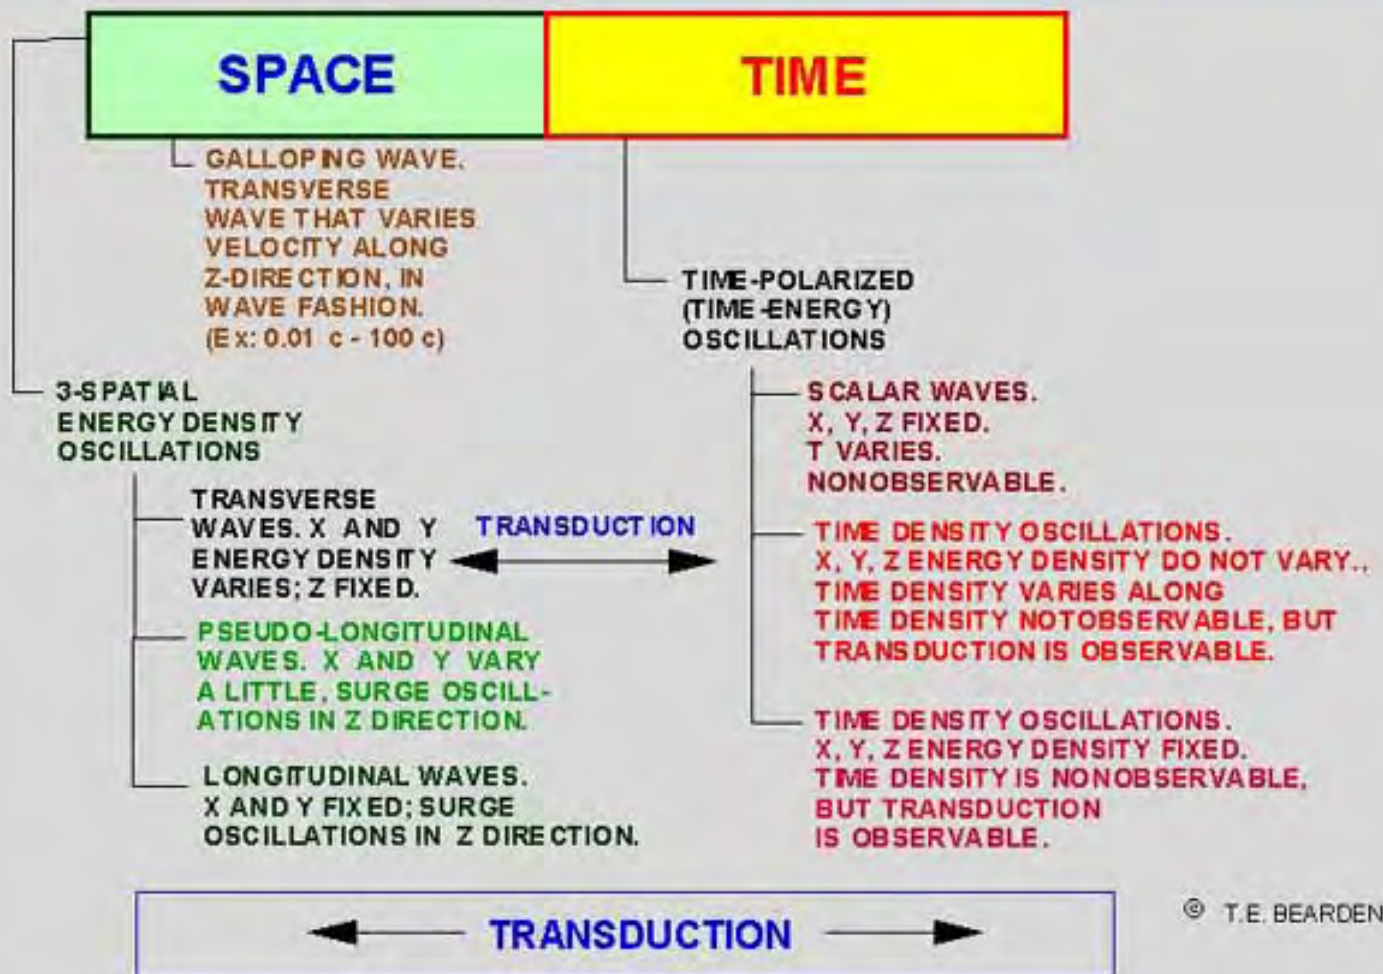 SPACE
TIME
GALLOPING WAVE.
TRANSVERSE
WAVE THAT VARIES
VELOCITY ALONG
Z-DIRECTION, IN
WAVE FASHION.
(Ex: 0.01 c - 100 c)
3-SPATIAL
ENERGY DENSITY
OSCILLATIONS
TRANSVERSE
WAVES. X AND Y
ENERGY DENSITY
VARIES; Z FIXED.
PSEUDO-LONGITUDINAL
WAVES. X AND Y VARY
A LITTLE, SURGE OSCILL-
ATIONS IN Z DIRECTION.
LONGITUDINAL WAVES.
X AND Y FIXED; SURGE
OSCILLATIONS IN Z DIRECTION.
TRANSDUCTION
TIME-POLARIZED
(TIME-ENERGY)
OSCILLATIONS
SCALAR WAVES.
X, Y, Z FIXED.
T VARIES.
NONOBSERVABLE.
TIME DENSITY OSCILLATIONS.
X, Y, Z ENERGY DENSITY DO NOT VARY..
TIME DENSITY VARIES ALONG
TIME DENSITY NOTOBSERVABLE, BUT
TRANSDUCTION IS OBSERVABLE.
TIME DENSITY OSCILLATIONS.
X, Y, Z ENERGY DENSITY FIXED.
TIME DENSITY IS NONOBSERVABLE,
BUT TRANSDUCTION
IS OBSERVABLE.
TRANSDUCTION
© T.E. BEARDEN